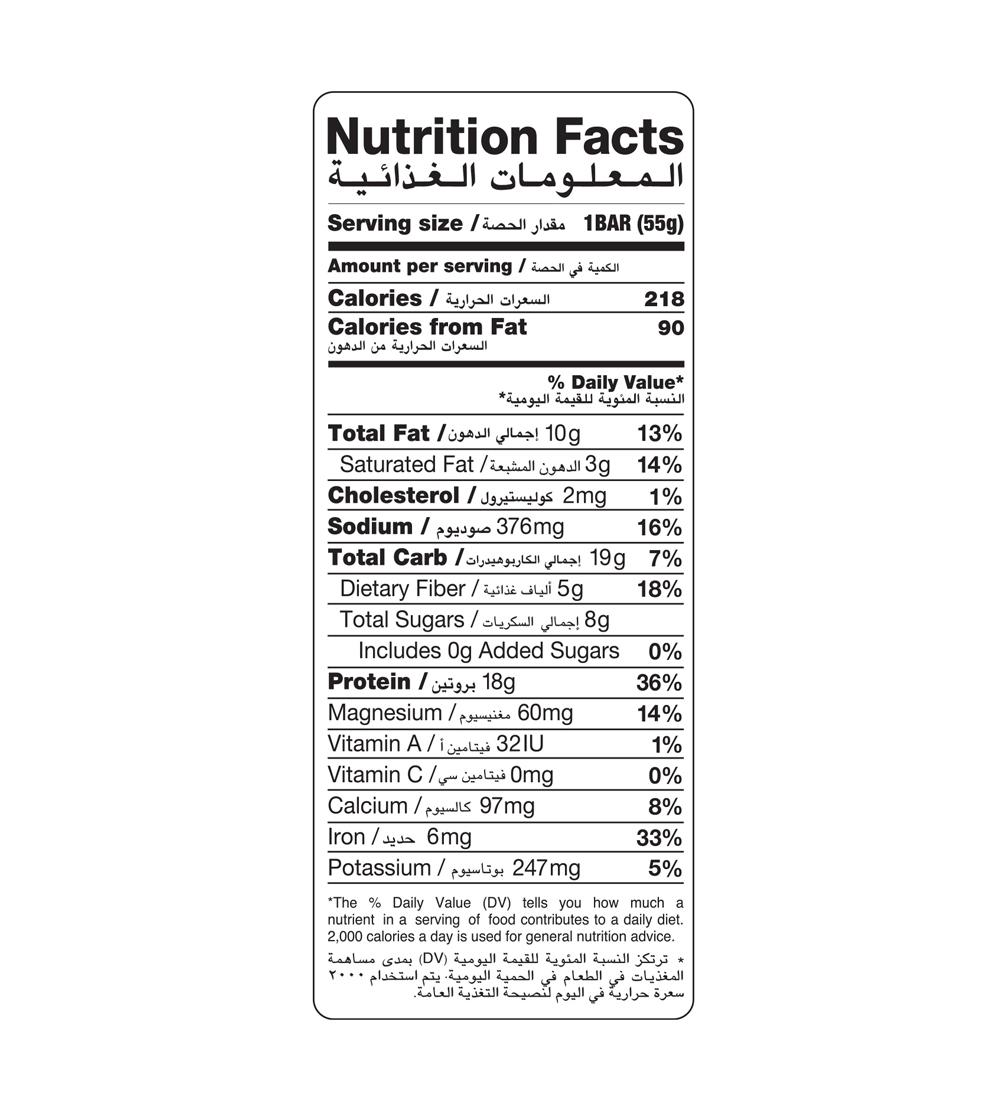 Nutrition Facts
المعلومات الغذائية
Serving size / مقدار الحصة 1BAR (55g)
Amount per serving / الكمية في الحصة
Calories / السعرات الحرارية 218
Calories from Fat 90
السعرات الحرارية من الدهون
% Daily Value*
النسبة المئوية للقيمة اليومية*
Total Fat / إجمالي الدهون 10g 13%
Saturated Fat / الدهون المشبعة 3g 14%
Cholesterol / كوليستيرول 2mg 1%
Sodium / صوديوم 376mg 16%
Total Carb / إجمالي الكاربوهيدرات 19g 7%
Dietary Fiber / ألياف غذائية 5g 18%
Total Sugars / إجمالي السكريات 8g
Includes 0g Added Sugars 0%
Protein / بروتين 18g 36%
Magnesium / مغنيسيوم 60mg 14%
Vitamin A / فيتامين أ 32IU 1%
Vitamin C / فيتامين سي 0mg 0%
Calcium / كالسيوم 97mg 8%
Iron / حديد 6mg 33%
Potassium / بوتاسيوم 247mg 5%
*The % Daily Value (DV) tells you how much a
nutrient in a serving of food contributes to a daily diet.
2,000 calories a day is used for general nutrition advice.
* ترتكز النسبة المئوية للقيمة اليومية (DV) بمدى مساهمة
المغذيات في الطعام في الحمية اليومية. يتم استخدام ٢٠٠٠
سعرة حرارية في اليوم لنصيحة التغذية العامة.